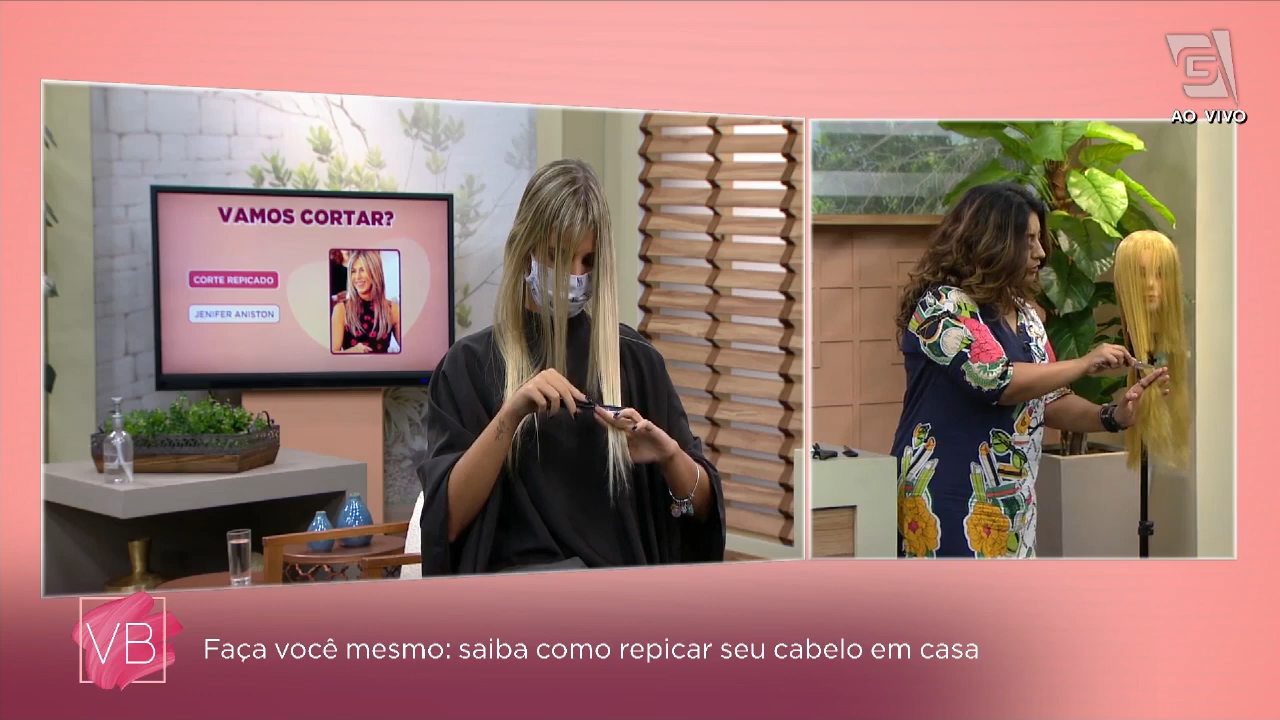 AO VIVO
VAMOS CORTAR?
CORTE REPICADO
JENIFER ANISTON
VB
Faça você mesmo: saiba como repicar seu cabelo em casa